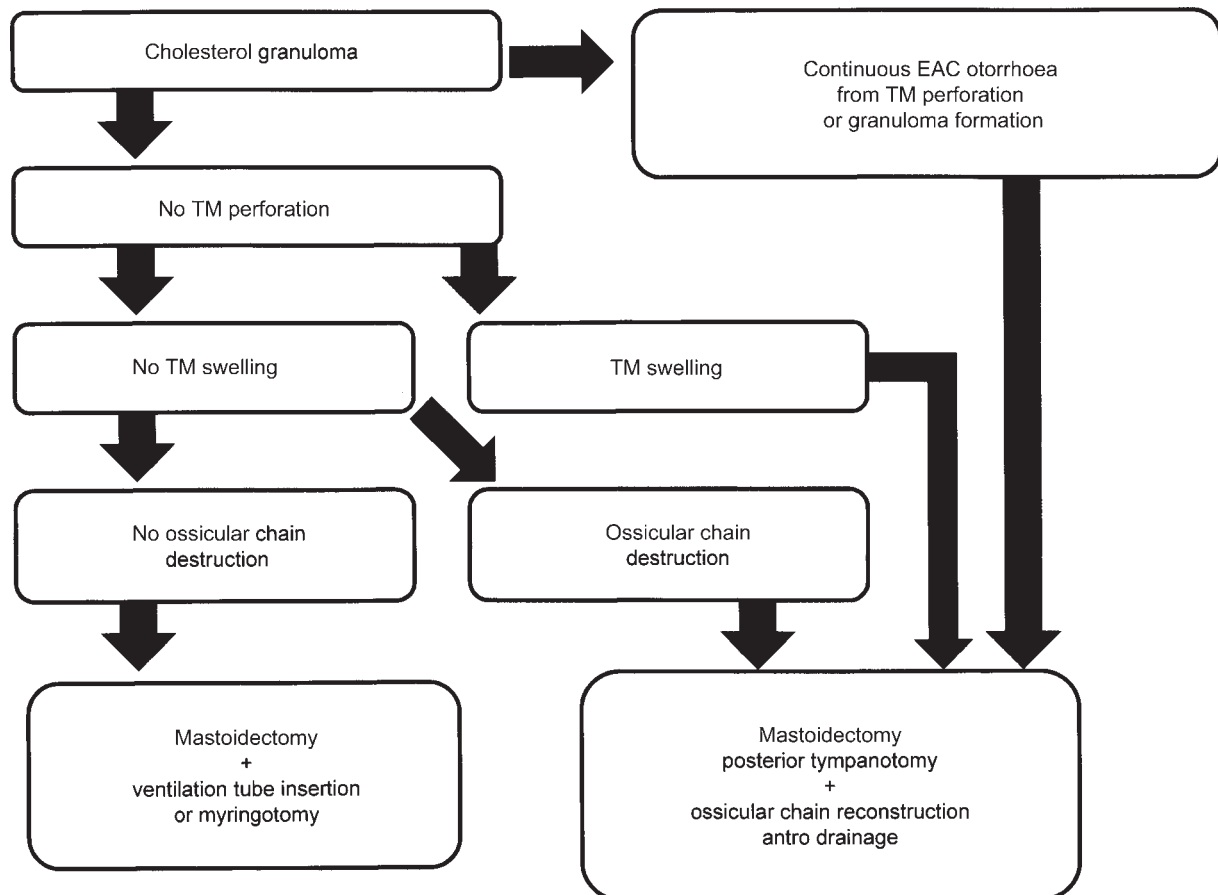 Cholesterol granuloma
Continuous EAC otorrhoea
from TM perforation
or granuloma formation
No TM perforation
No TM swelling
TM swelling
No ossicular chain
destruction
Ossicular chain
destruction
Mastoidectomy
+
ventilation tube insertion
or myringotomy
Mastoidectomy
posterior tympanotomy
+
ossicular chain reconstruction
antro drainage